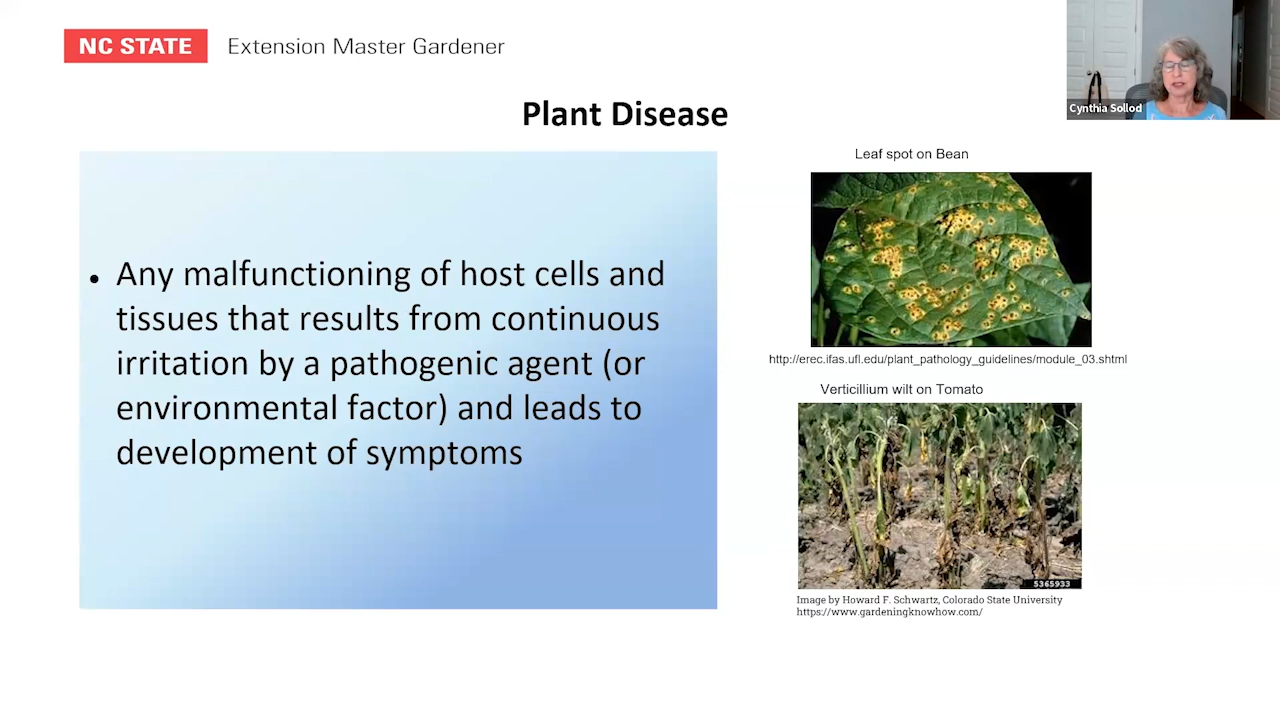 NC STATE Extension Master Gardener
Cynthia Sollod
Plant Disease
• Any malfunctioning of host cells and
tissues that results from continuous
irritation by a pathogenic agent (or
environmental factor) and leads to
development of symptoms
Leaf spot on Bean
http://erec.ifas.ufl.edu/plant_pathology_guidelines/module_03.shtml
Verticillium wilt on Tomato
5365933
Image by Howard F. Schwartz, Colorado State University
https://www.gardeningknowhow.com/